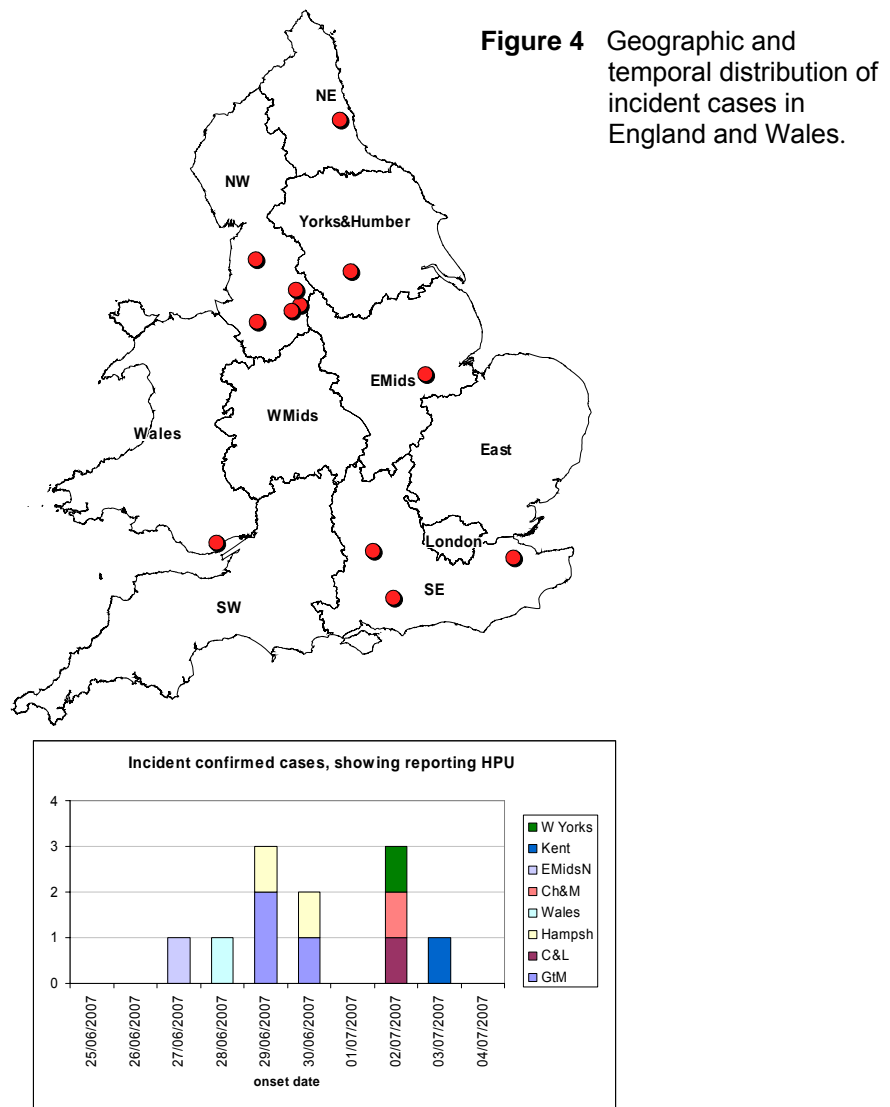 Figure 4 Geographic and
temporal distribution of
incident cases in
England and Wales.
NE
NW
Yorks&Humber
EMids
WMids
Wales
East
London
SE
SW
Incident confirmed cases, showing reporting HPU
4
3
2
1
0
25/06/2007
26/06/2007
27/06/2007
28/06/2007
29/06/2007
30/06/2007
01/07/2007
02/07/2007
03/07/2007
04/07/2007
onset date
W Yorks
Kent
EMidsN
Ch&M
Wales
Hampsh
C&L
GtM